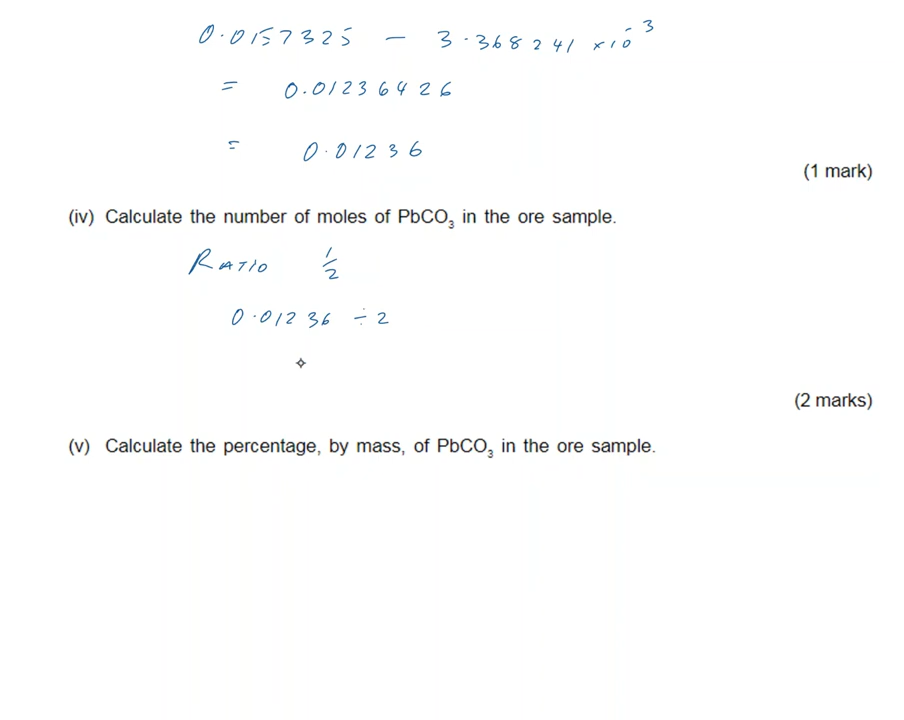 0.0157325 - 3.368241 ×10⁻³
= 0.01236426
= 0.01236
(1 mark)
(iv) Calculate the number of moles of PbCO₃ in the ore sample.
RATIO 1/2
0.01236 ÷ 2
(2 marks)
(v) Calculate the percentage, by mass, of PbCO₃ in the ore sample.